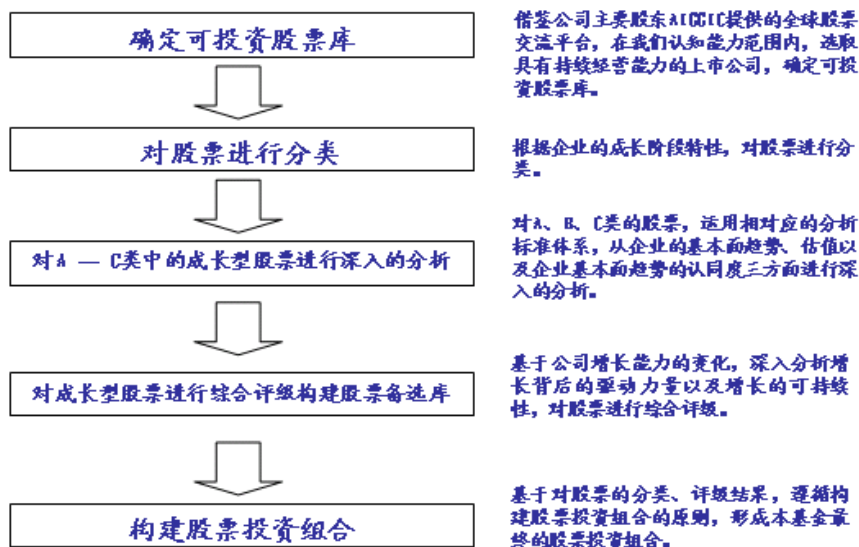 确定可投资股票库
借鉴公司主要股东AIGGIC提供的全球股票
交流平台，在我们认知能力范围内，选取
具有持续经营能力的上市公司，确定可投
资股票库。
对股票进行分类
根据企业的成长阶段特性，对股票进行分
类。
对A — C类中的成长型股票进行深入的分析
对A、B、C类的股票，运用相对应的分析
标准体系，从企业的基本面趋势、估值以
及企业基本面趋势的认同度三方面进行深
入的分析。
对成长型股票进行综合评级构建股票备选库
基于公司增长能力的变化，深入分析增
长背后的驱动力量以及增长的可持续
性，对股票进行综合评级。
构建股票投资组合
基于对股票的分类、评级结果，遵循构
建股票投资组合的原则，形成本基金最
终的股票投资组合。